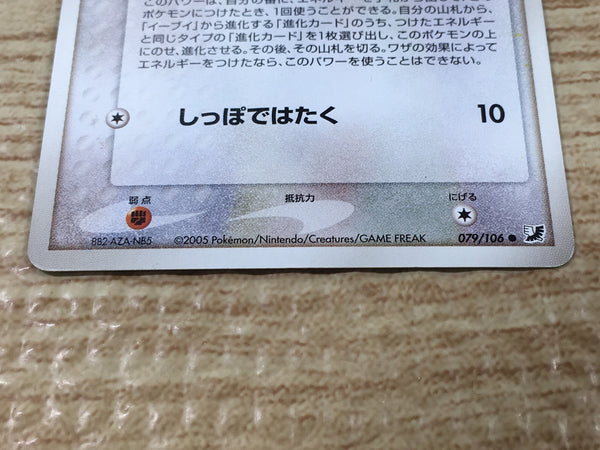 このパワーは、自分の番に、エネルギーを手札から出して
ポケモンにつけたとき、1回使うことができる。自分の山札から、
「イーブイ」から進化する「進化カード」のうち、つけたエネルギー
と同じタイプの「進化カード」を1枚選び出し、このポケモンの上
にのせ、進化させる。その後、その山札を切る。ワザの効果によって
エネルギーをつけたなら、このパワーを使うことはできない。
しっぽではたく 10
弱点 抵抗力 にげる
882-AZA-NB5 ©2005 Pokémon/Nintendo/Creatures/GAME FREAK 079/106